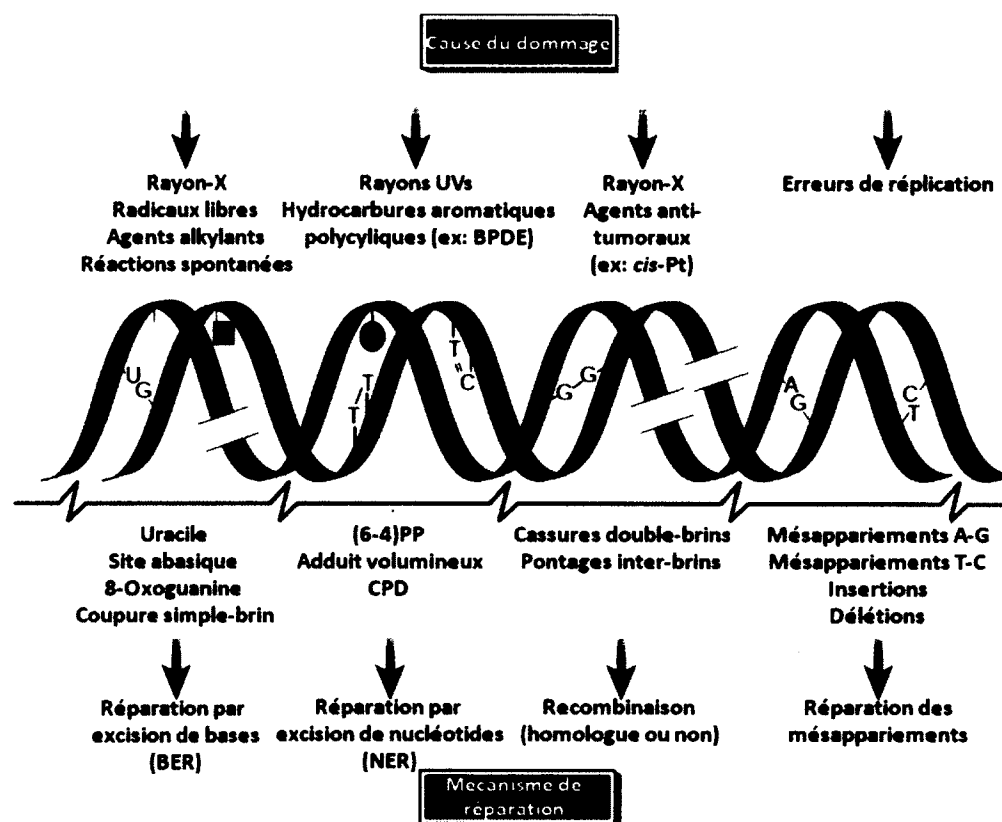 Cause du dommage
Rayon-X
Radicaux libres
Agents alkylants
Réactions spontanées
Rayons UVs
Hydrocarbures aromatiques
polycyliques (ex: BPDE)
Rayon-X
Agents anti-
tumoraux
(ex: cis-Pt)
Erreurs de réplication
U
G
T
T
T
C
G
G
A
G
C
T
Uracile
Site abasique
8-Oxoguanine
Coupure simple-brin
(6-4)PP
Adduit volumineux
CPD
Cassures double-brins
Pontages inter-brins
Mésappariements A-G
Mésappariements T-C
Insertions
Délétions
Réparation par
excision de bases
(BER)
Réparation par
excision de nucléotides
(NER)
Recombinaison
(homologue ou non)
Réparation des
mésappariements
Mécanisme de
réparation